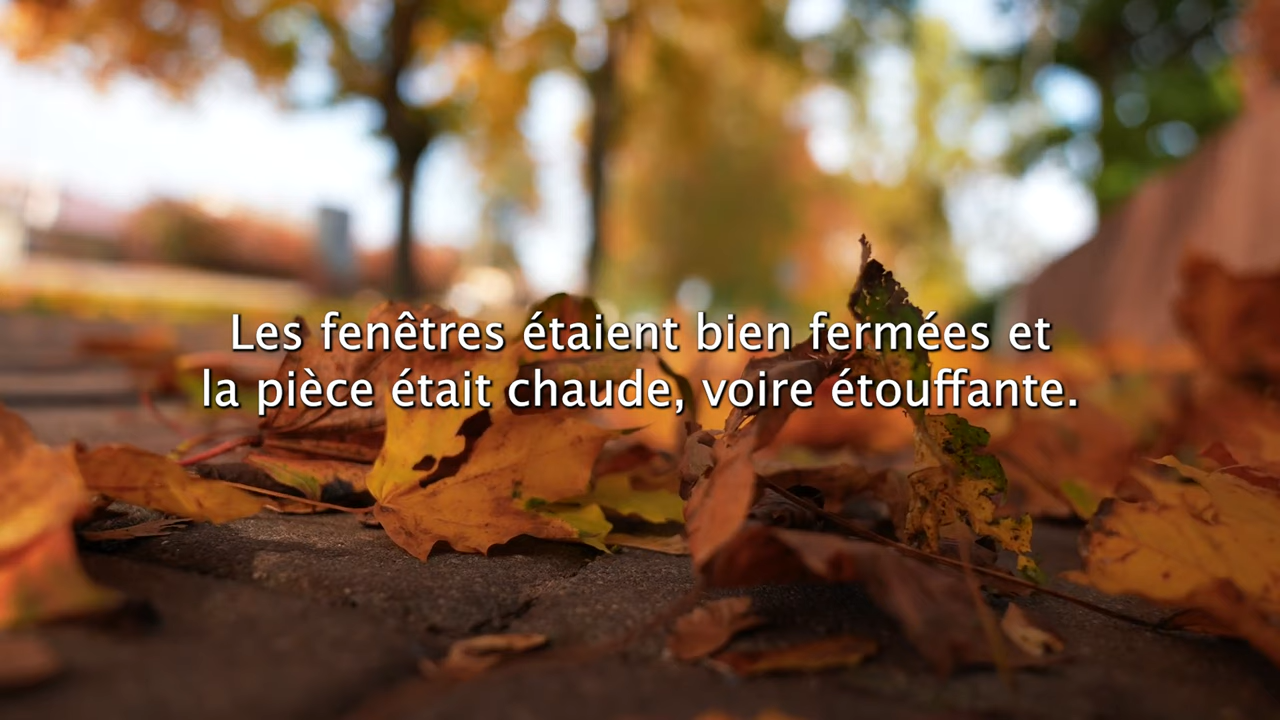 Les fenêtres étaient bien fermées et
la pièce était chaude, voire étouffante.